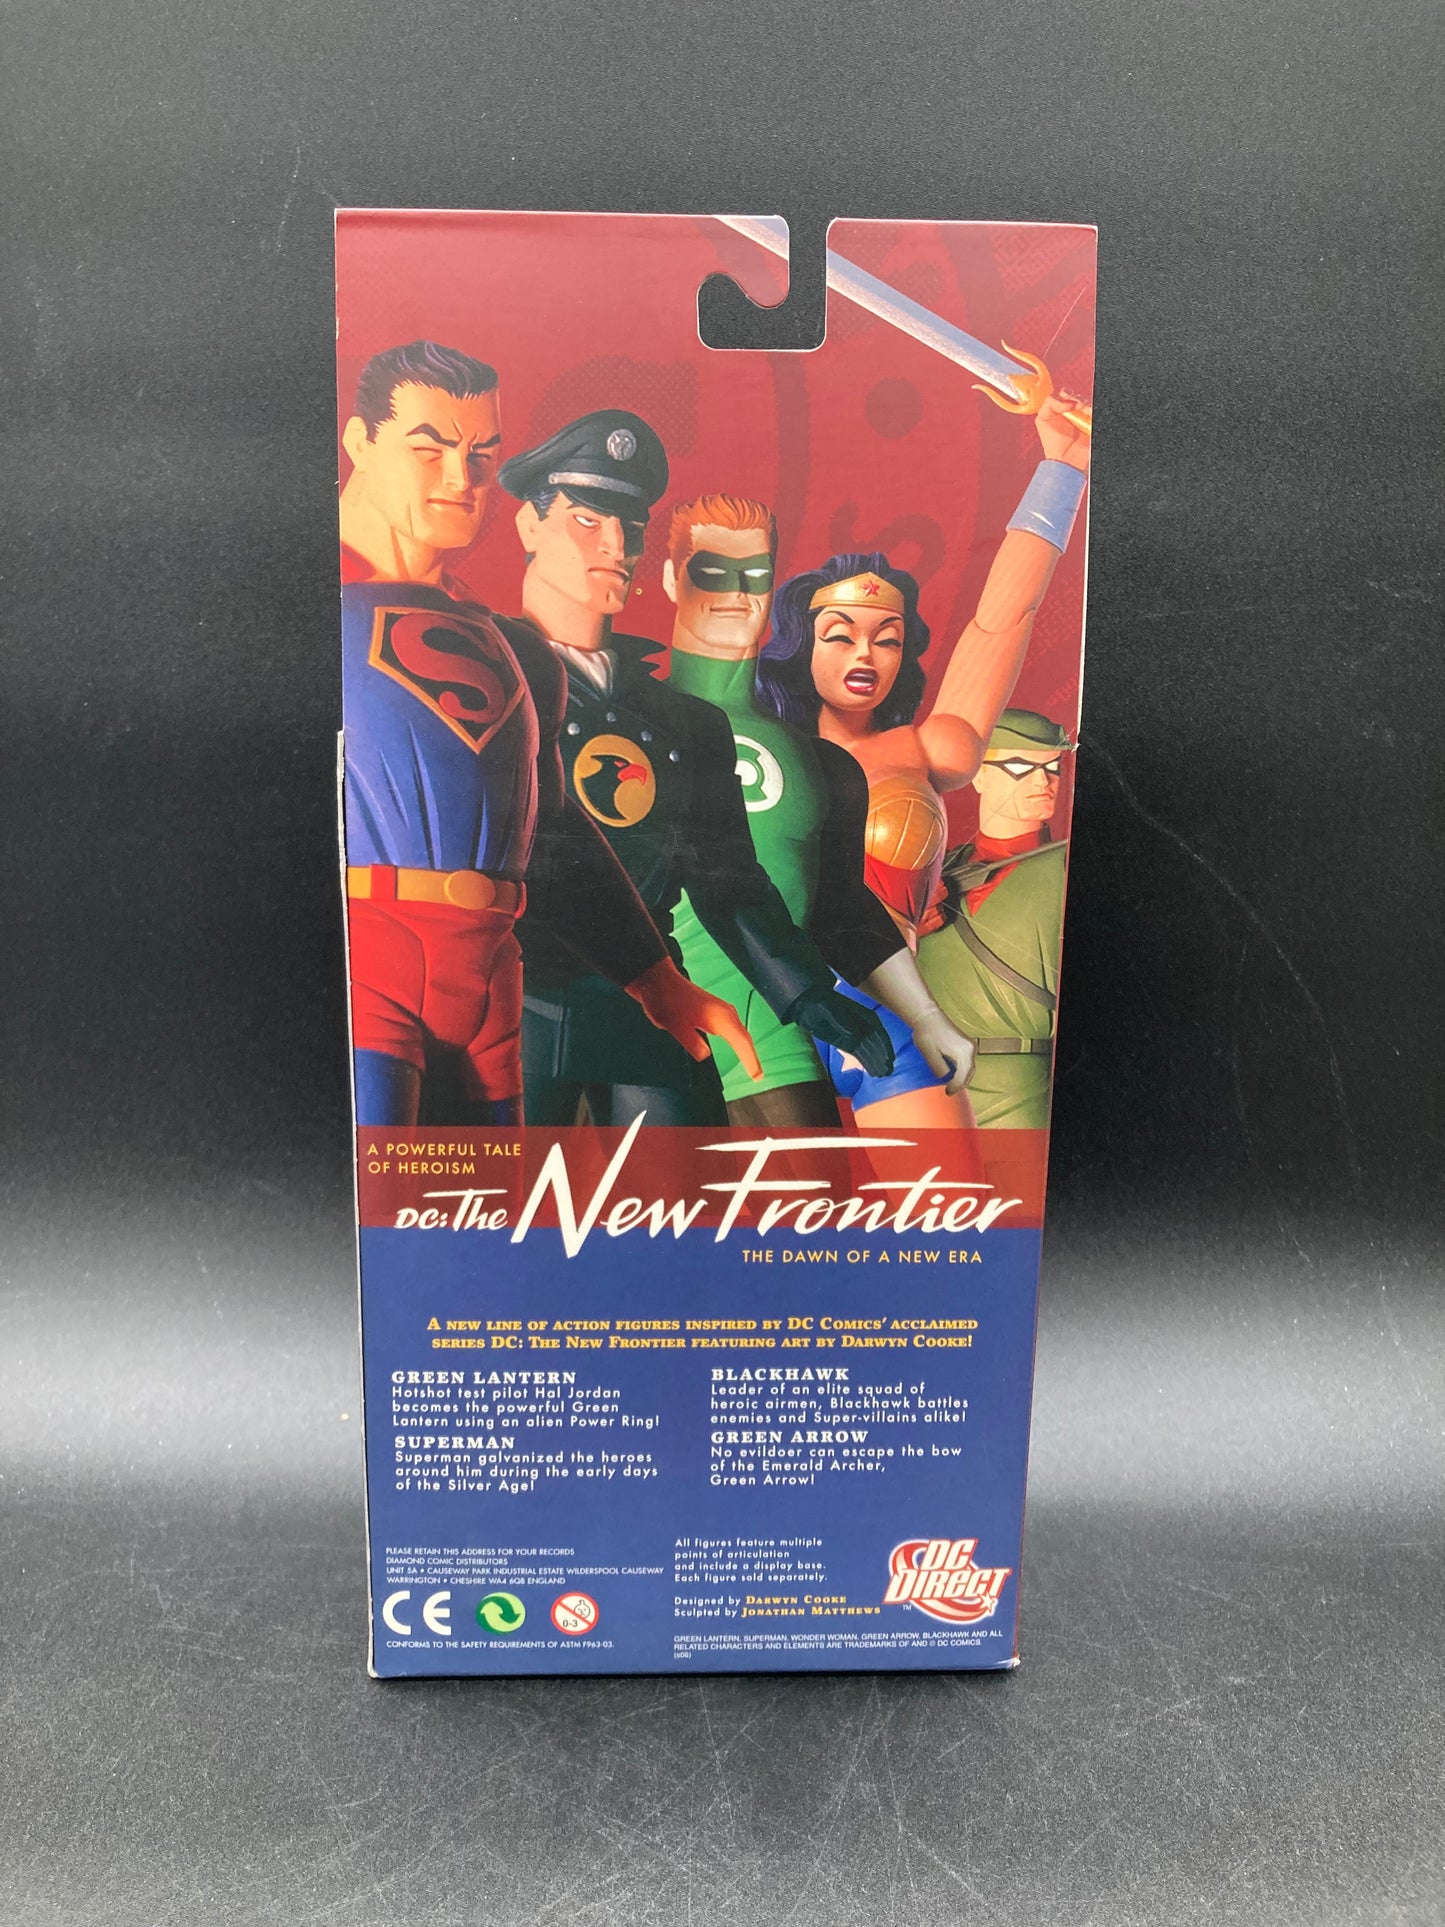 A POWERFUL TALE
OF HEROISM
DC: The New Frontier
THE DAWN OF A NEW ERA
A NEW LINE OF ACTION FIGURES INSPIRED BY DC COMICS' ACCLAIMED
SERIES DC: THE NEW FRONTIER FEATURING ART BY DARWYN COOKE!
GREEN LANTERN
Hotshot test pilot Hal Jordan
becomes the powerful Green
Lantern using an alien Power Ring!
SUPERMAN
Superman galvanized the heroes
around him during the early days
of the Silver Age!
BLACKHAWK
Leader of an elite squad of
heroic airmen, Blackhawk battles
enemies and Super-villains alike!
GREEN ARROW
No evildoer can escape the bow
of the Emerald Archer,
Green Arrow!
PLEASE RETAIN THIS ADDRESS FOR YOUR RECORDS
DIAMOND COMIC DISTRIBUTORS
UNIT 5A • CAUSEWAY PARK INDUSTRIAL ESTATE WILDERSPOOL CAUSEWAY
WARRINGTON • CHESHIRE WA4 6QB ENGLAND
CE
0-3
CONFORMS TO THE SAFETY REQUIREMENTS OF ASTM F963-03.
All figures feature multiple
points of articulation
and include a display base.
Each figure sold separately.
Designed by DARWYN COOKE
Sculpted by JONATHAN MATTHEWS
DC
DIRECT
TM
GREEN LANTERN, SUPERMAN, WONDER WOMAN, GREEN ARROW, BLACKHAWK AND ALL
RELATED CHARACTERS AND ELEMENTS ARE TRADEMARKS OF AND © DC COMICS.
(s06)